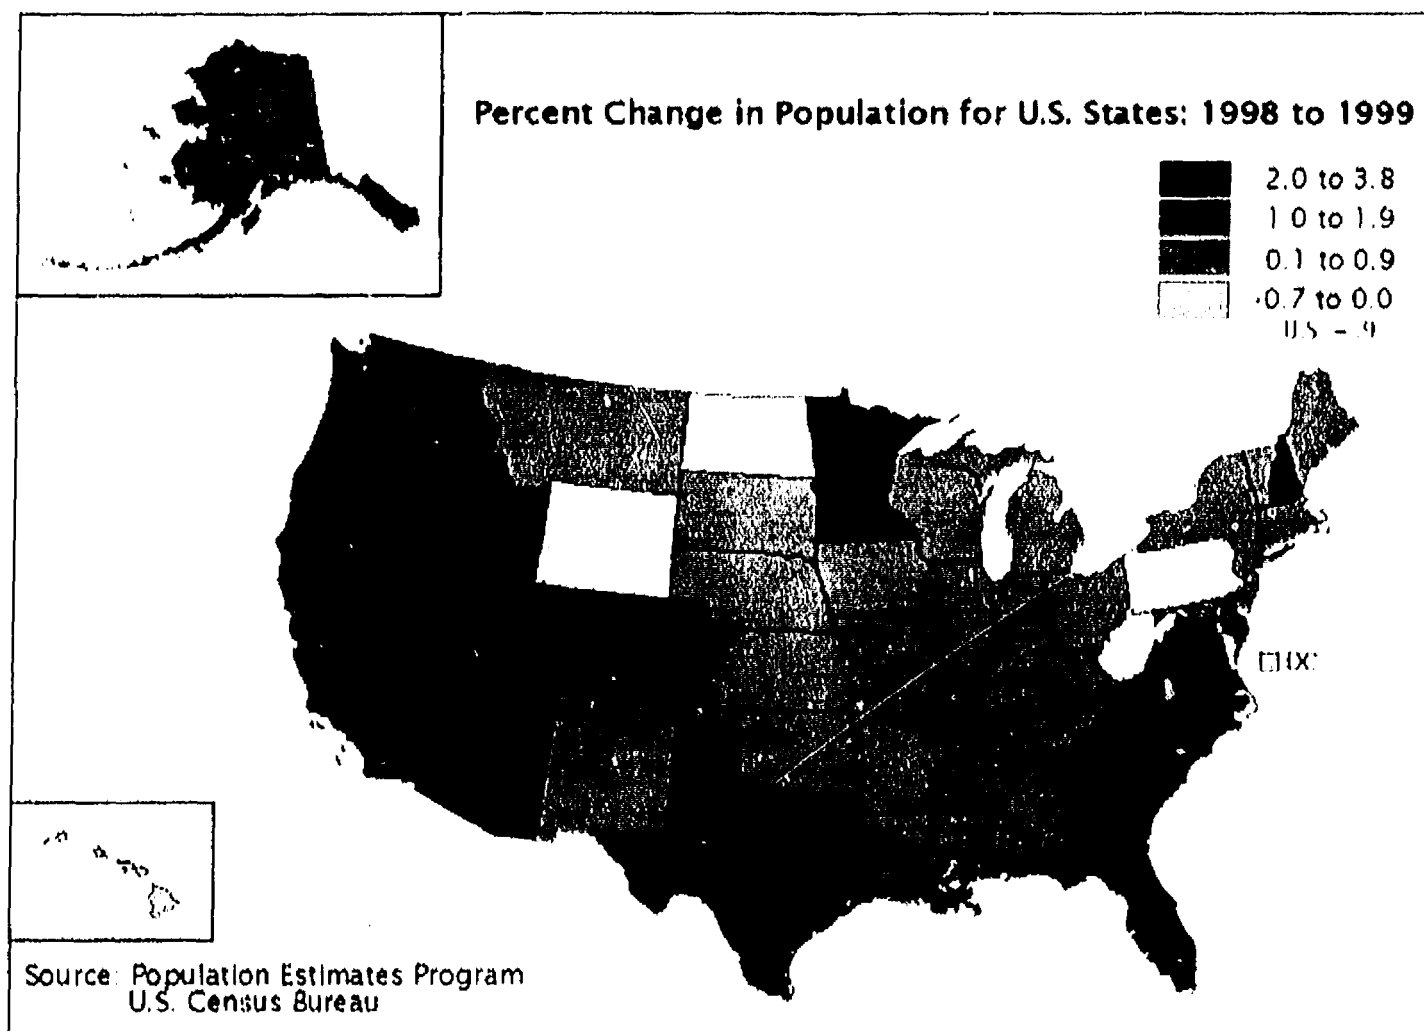 Percent Change in Population for U.S. States: 1998 to 1999
2.0 to 3.8
1 0 to 1.9
0.1 to 0.9
-0.7 to 0.0
U.S. - .9
Source: Population Estimates Program
U.S. Census Bureau